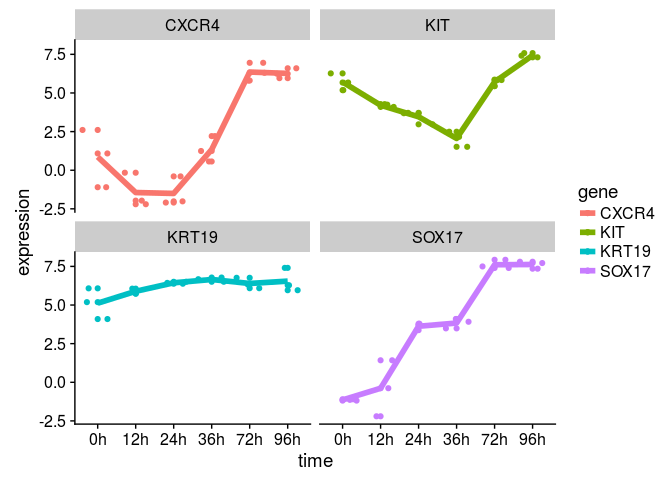 CXCR4 KIT
7.5
5.0
2.5
0.0
-2.5
KRT19 SOX17
7.5
5.0
2.5
0.0
-2.5
0h 12h 24h 36h 72h 96h 0h 12h 24h 36h 72h 96h
time
expression
gene
CXCR4
KIT
KRT19
SOX17